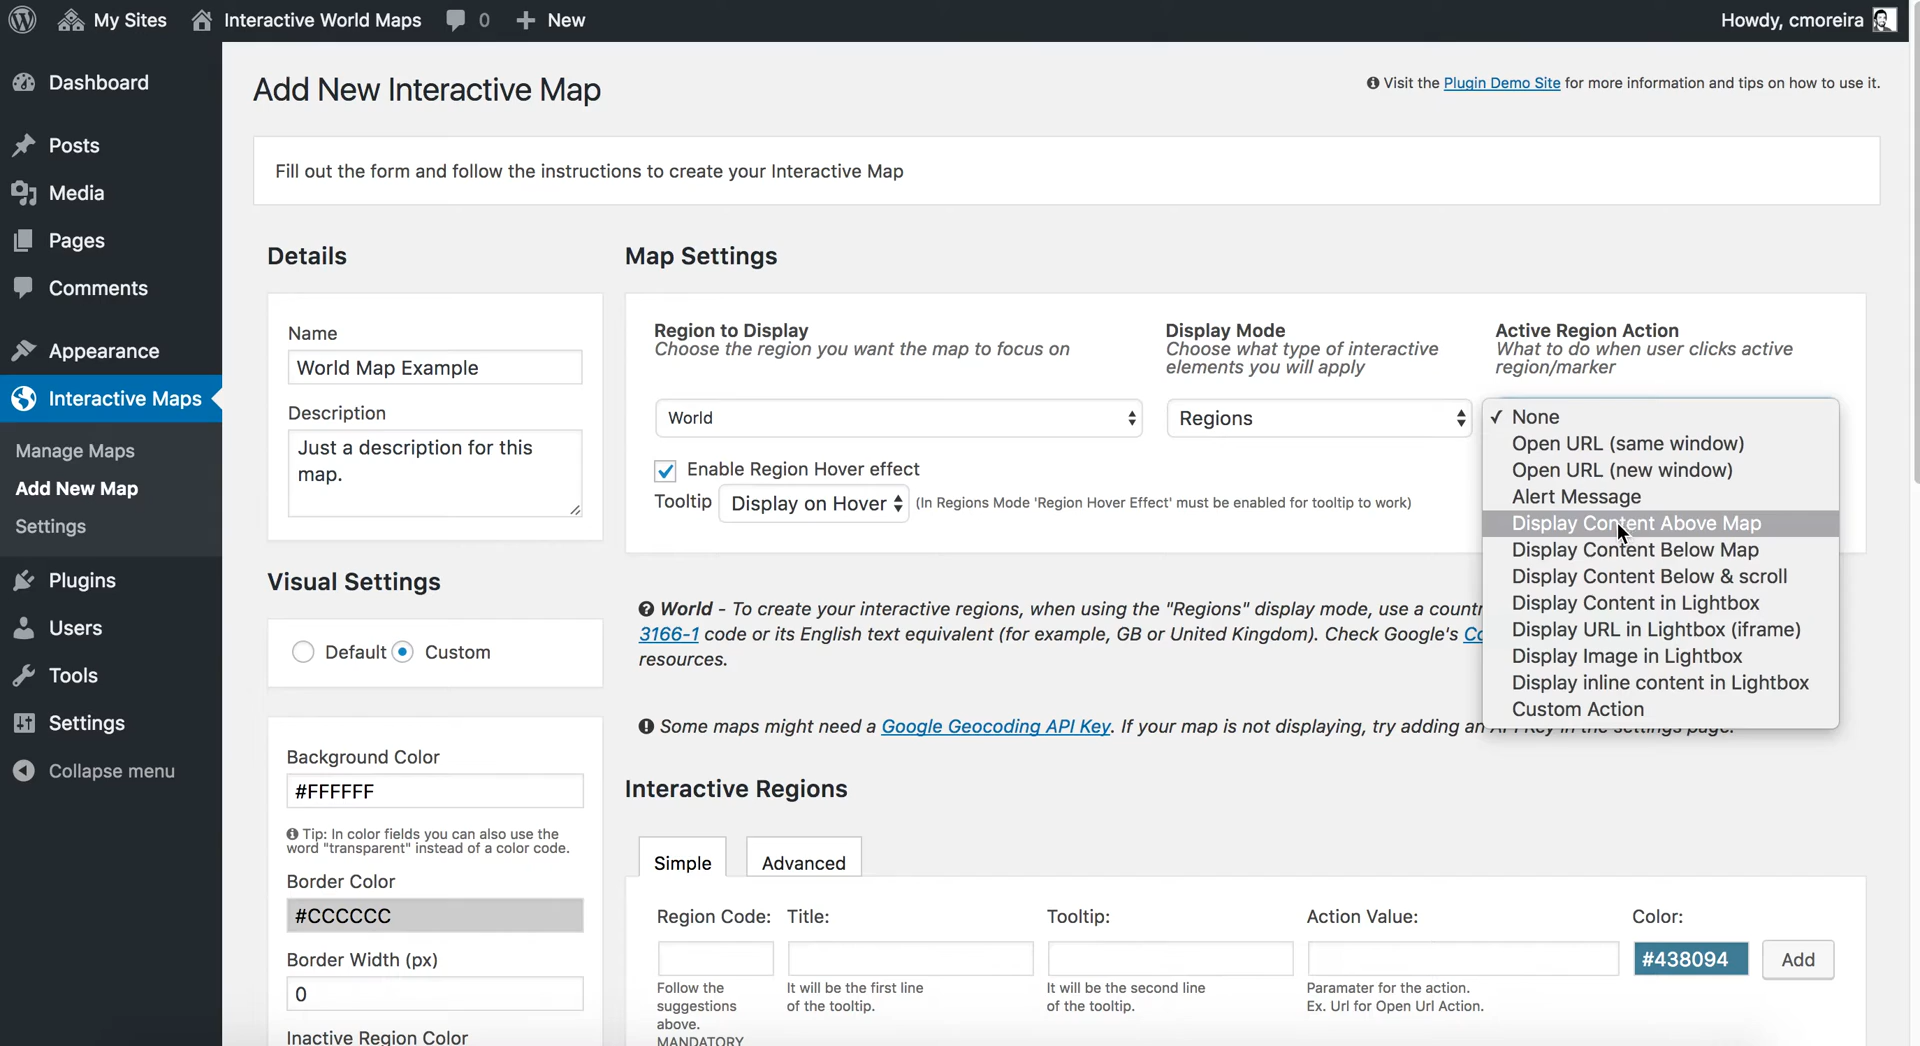 My Sites
Interactive World Maps
0
New
Howdy, cmoreira
Dashboard
Posts
Media
Pages
Comments
Appearance
Interactive Maps
Manage Maps
Add New Map
Settings
Plugins
Users
Tools
Settings
Collapse menu
Add New Interactive Map
Visit the Plugin Demo Site for more information and tips on how to use it.
Fill out the form and follow the instructions to create your Interactive Map
Details
Name
World Map Example
Description
Just a description for this
map.
Visual Settings
Default
Custom
Background Color
#FFFFFF
Tip: In color fields you can also use the
word "transparent" instead of a color code.
Border Color
#CCCCCC
Border Width (px)
0
Inactive Region Color
Map Settings
Region to Display
Choose the region you want the map to focus on
World
Enable Region Hover effect
Tooltip
Display on Hover
(In Regions Mode 'Region Hover Effect' must be enabled for tooltip to work)
Display Mode
Choose what type of interactive
elements you will apply
Regions
Active Region Action
What to do when user clicks active
region/marker
✓ None
Open URL (same window)
Open URL (new window)
Alert Message
Display Content Above Map
Display Content Below Map
Display Content Below & scroll
Display Content in Lightbox
Display URL in Lightbox (iframe)
Display Image in Lightbox
Display inline content in Lightbox
Custom Action
World - To create your interactive regions, when using the "Regions" display mode, use a
3166-1 code or its English text equivalent (for example, GB or United Kingdom). Check Google's
resources.
Some maps might need a Google Geocoding API Key. If your map is not displaying, try adding an API Key in the settings page.
Interactive Regions
Simple
Advanced
Region Code:
Title:
Tooltip:
Action Value:
Color:
#438094
Add
Follow the
suggestions
above.
MANDATORY
It will be the first line
of the tooltip.
It will be the second line
of the tooltip.
Paramater for the action.
Ex. Url for Open Url Action.